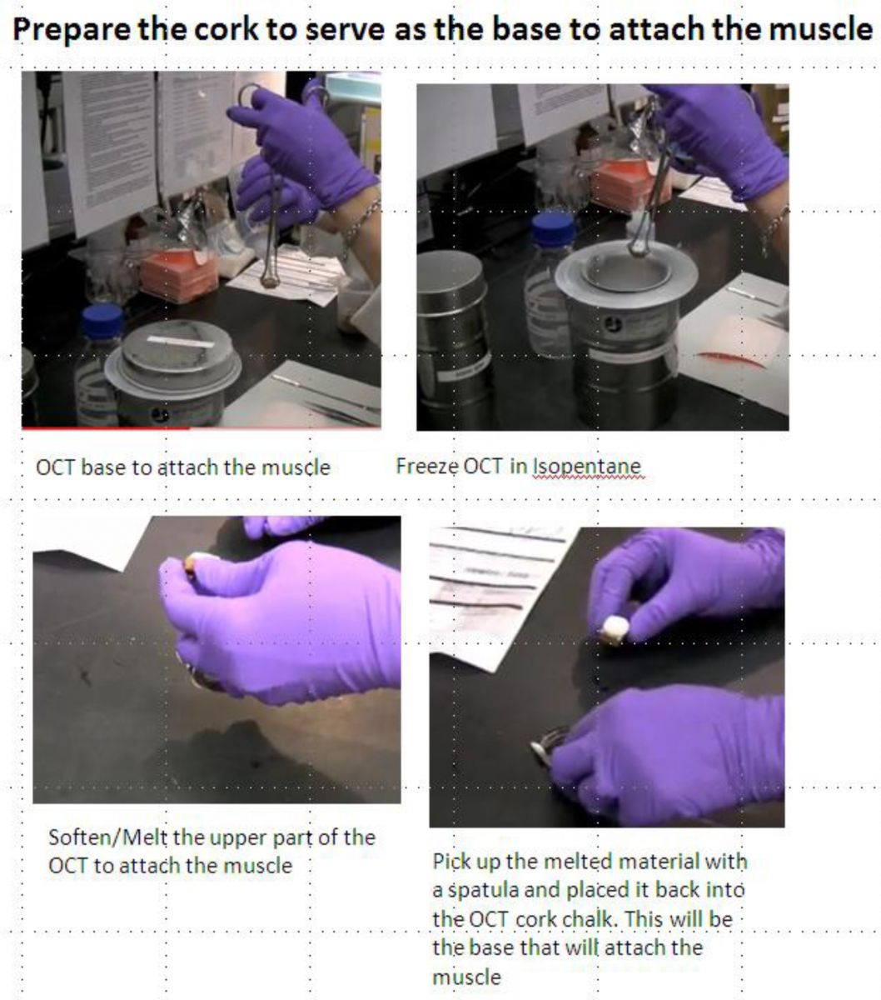 Prepare the cork to serve as the base to attach the muscle
OCT base to attach the muscle
Freeze OCT in Isopentane
Soften/Melt the upper part of the
OCT to attach the muscle
Pick up the melted material with
a spatula and placed it back into
the OCT cork chalk. This will be
the base that will attach the
muscle